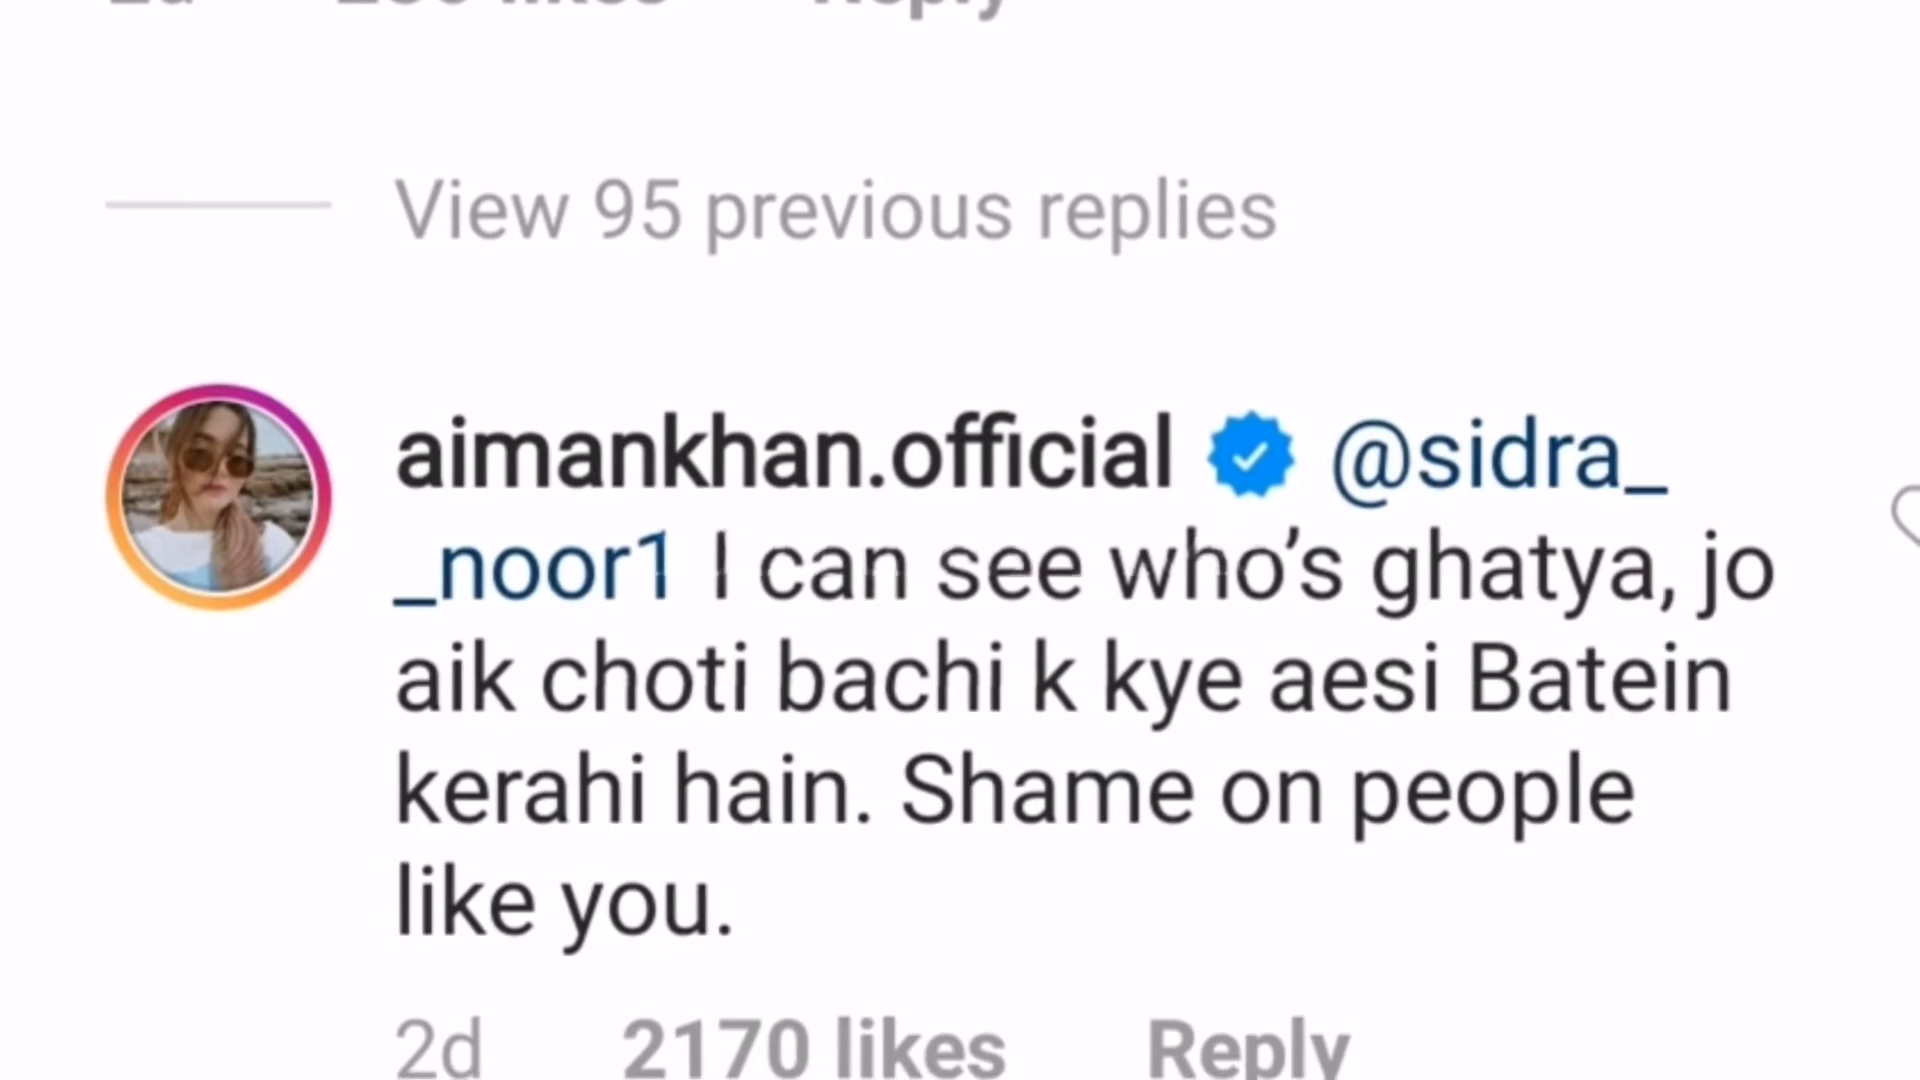 View 95 previous replies
aimankhan.official @sidra_
_noor1 I can see who's ghatya, jo
aik choti bachi k kye aesi Batein
kerahi hain. Shame on people
like you.
2d 2170 likes Reply